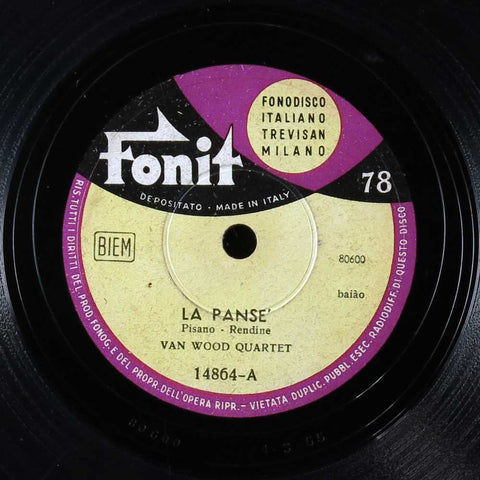 FONODISCO
ITALIANO
TREVISAN
MILANO
Fonit
DEPOSITATO • MADE IN ITALY
78
BIEM
80600
baião
LA PANSE'
Pisano - Rendine
VAN WOOD QUARTET
14864-A
RIS. TUTTI I DIRITTI DEL PROD. FONOG. E DEL PROPR. DELL'OPERA RIPR. - VIETATA DUPLIC. PUBBL. ESEC. RADIODIFF. DI QUESTO DISCO
80600